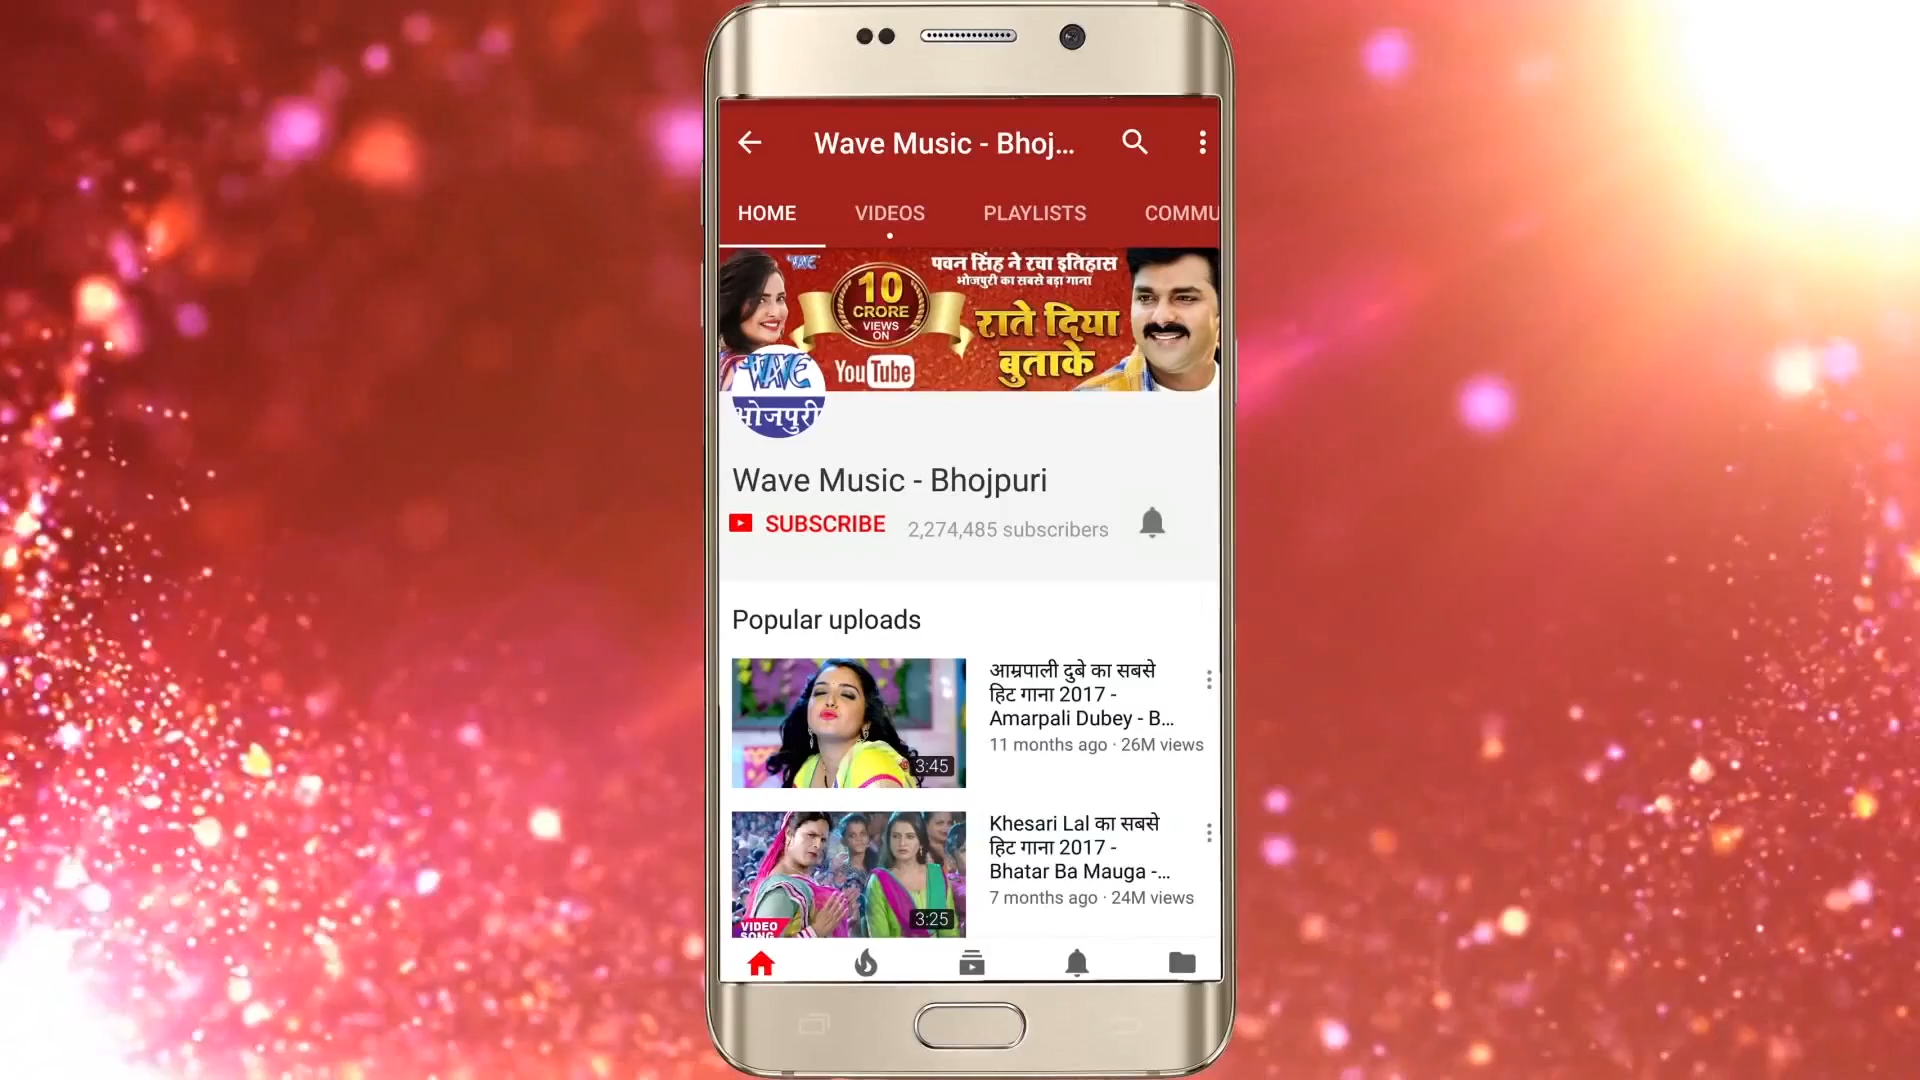 Wave Music - Bhoj...
HOME VIDEOS PLAYLISTS COMMU
WAVE
10
CRORE
VIEWS
ON
YouTube
पवन सिंह ने रचा इतिहास
भोजपुरी का सबसे बड़ा गाना
राते दिया
बुताके
WAVE
भोजपुरी
Wave Music - Bhojpuri
SUBSCRIBE 2,274,485 subscribers
Popular uploads
3:45
आम्रपाली दुबे का सबसे
हिट गाना 2017 -
Amarpali Dubey - B...
11 months ago · 26M views
VIDEO
SONG
3:25
Khesari Lal का सबसे
हिट गाना 2017 -
Bhatar Ba Mauga -...
7 months ago · 24M views